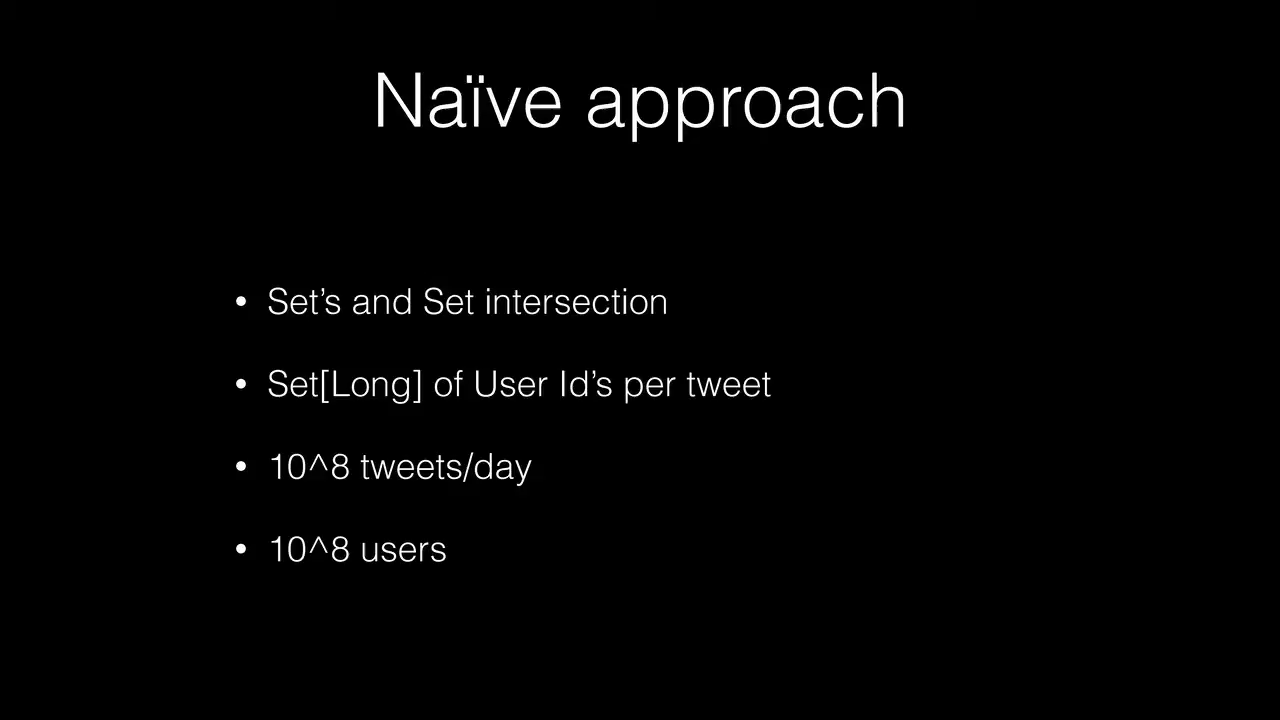 Naïve approach
• Set’s and Set intersection
• Set[Long] of User Id’s per tweet
• 10^8 tweets/day
• 10^8 users